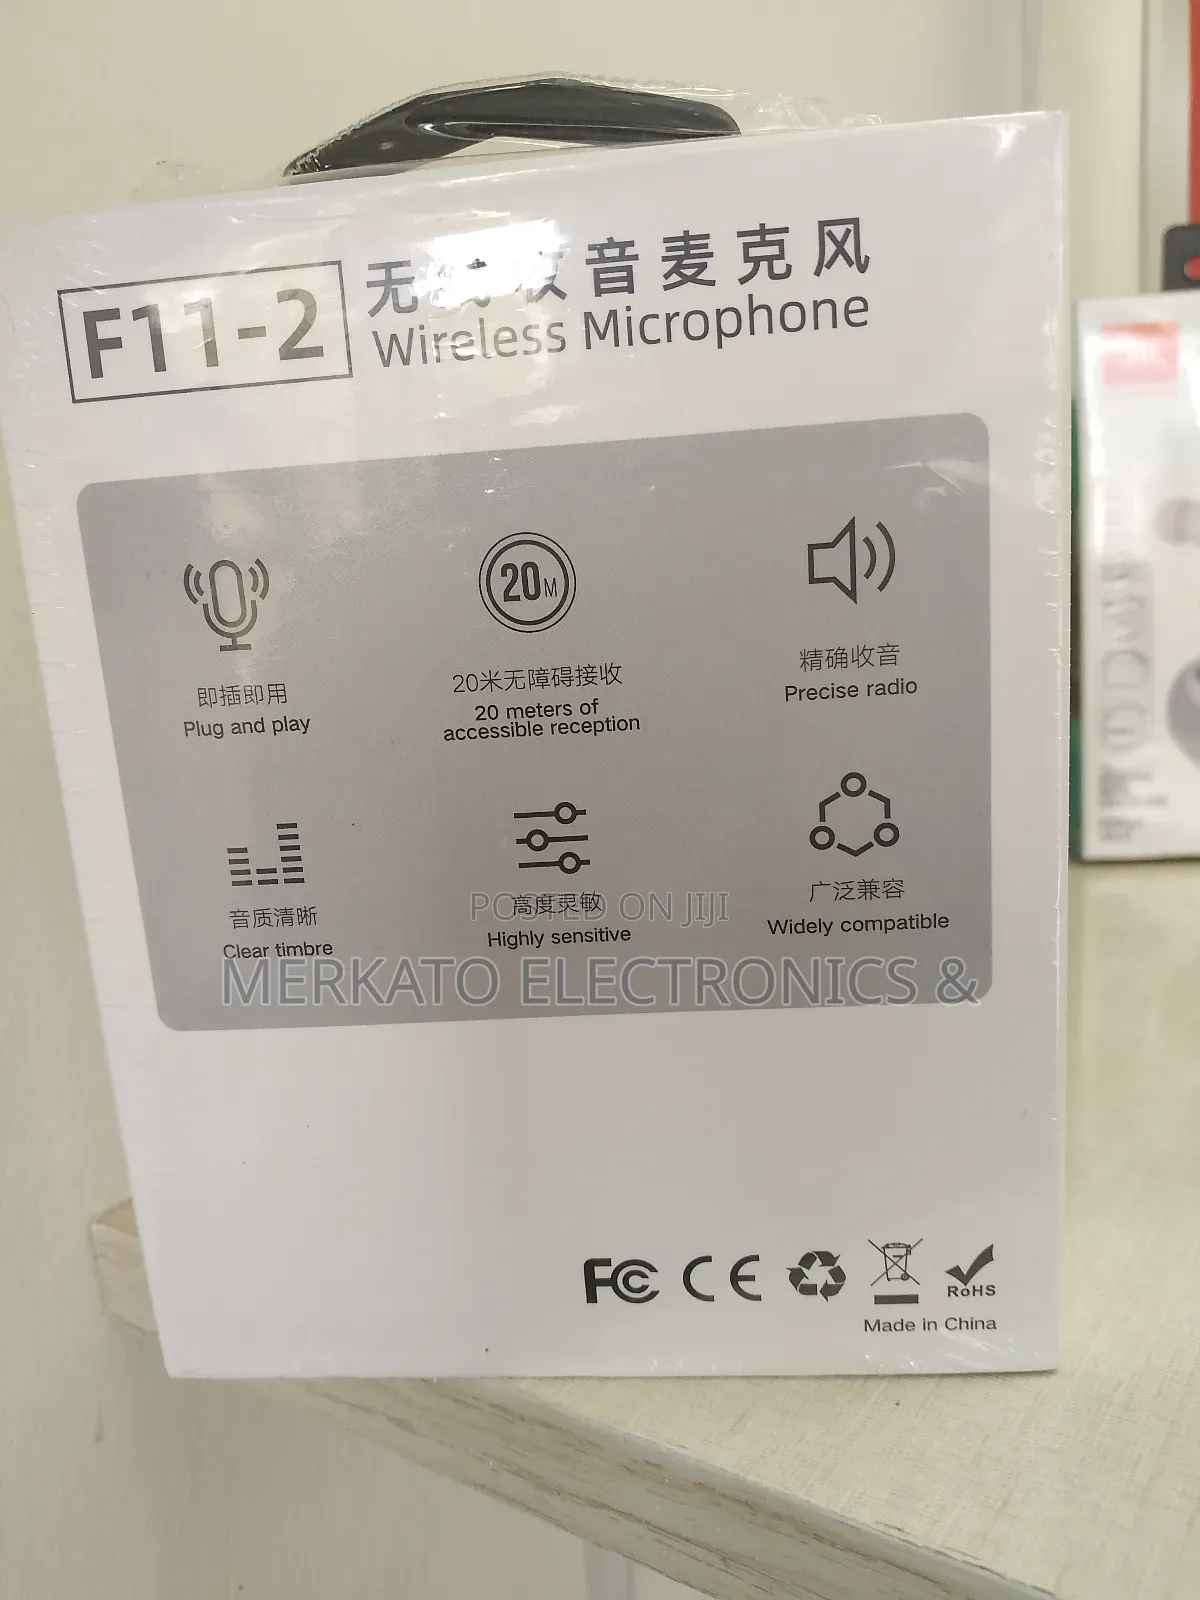 F11-2
无线收音麦克风
Wireless Microphone
20M
即插即用
Plug and play
20米无障碍接收
20 meters of
accessible reception
精确收音
Precise radio
音质清晰
Clear timbre
高度灵敏
Highly sensitive
广泛兼容
Widely compatible
POSTED ON JIJI
MERKATO ELECTRONICS &
FC CE
RoHS
Made in China
JBL